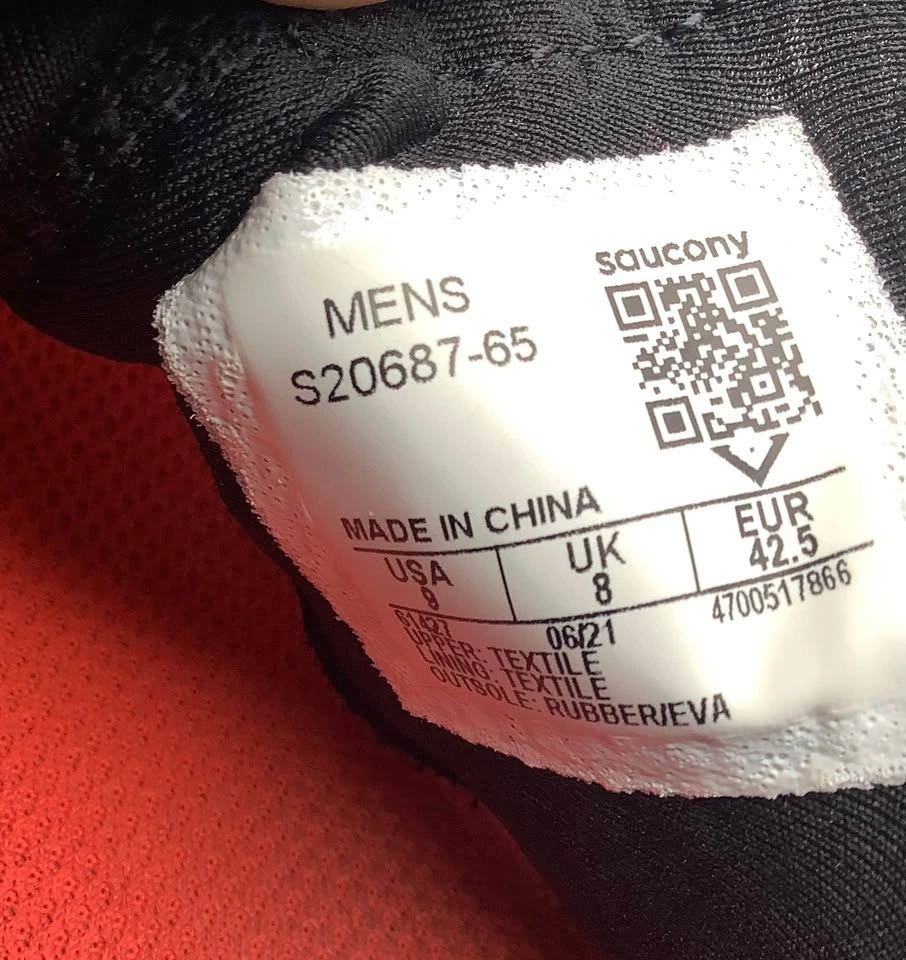 saucony
MENS
S20687-65
MADE IN CHINA
USA UK EUR
9 8 42.5
61427 06/21 4700517866
UPPER: TEXTILE
LINING: TEXTILE
OUTSOLE: RUBBER/EVA